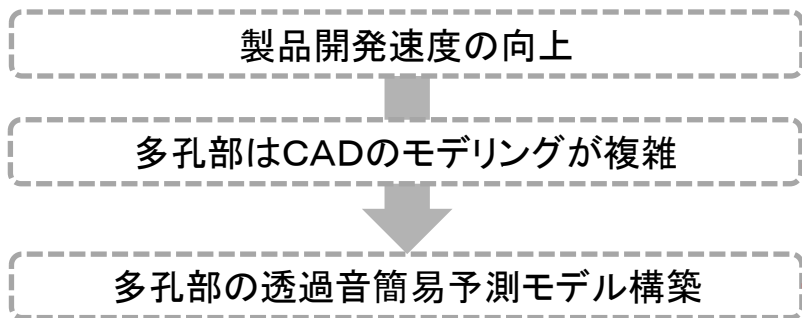 製品開発速度の向上
多孔部はCADのモデリングが複雑
多孔部の透過音簡易予測モデル構築